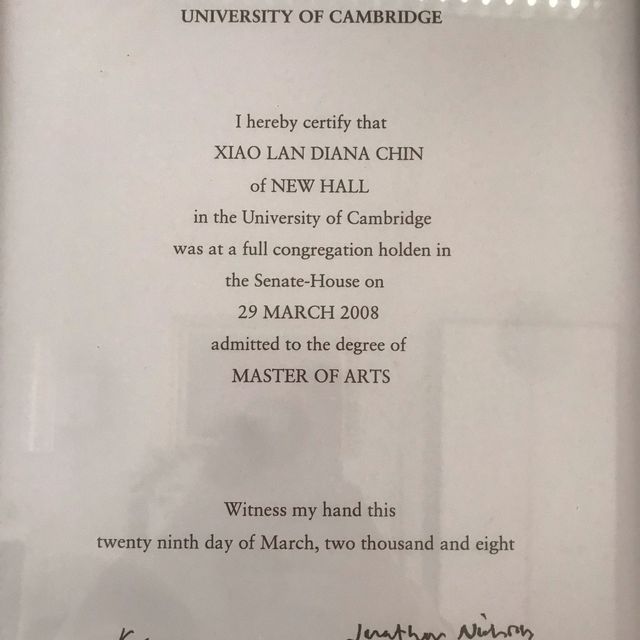 UNIVERSITY OF CAMBRIDGE
I hereby certify that
XIAO LAN DIANA CHIN
of NEW HALL
in the University of Cambridge
was at a full congregation holden in
the Senate-House on
29 MARCH 2008
admitted to the degree of
MASTER OF ARTS
Witness my hand this
twenty ninth day of March, two thousand and eight
Jonathan Nicholls